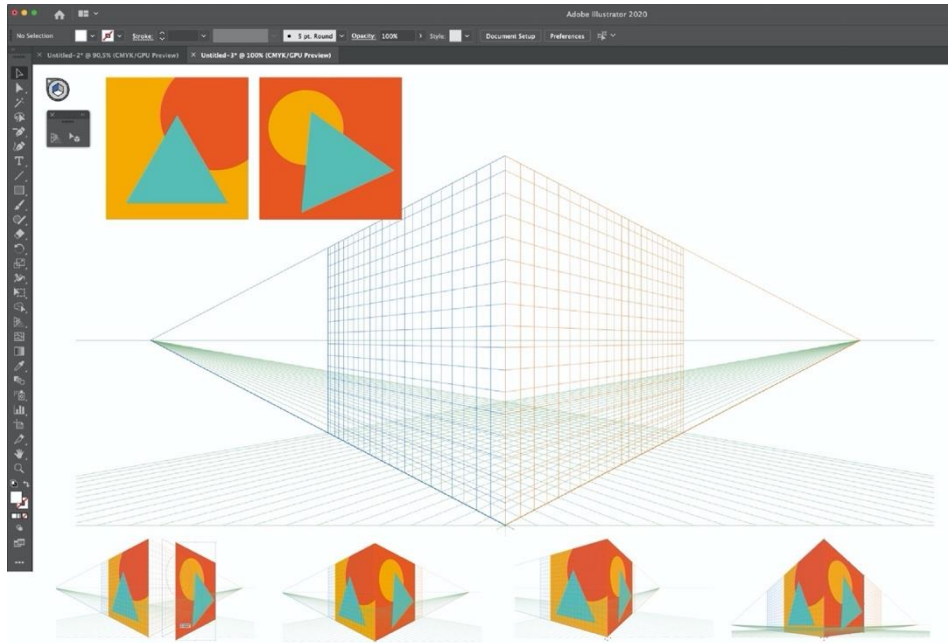 Adobe Illustrator 2020
No Selection Stroke: 5 pt. Round Opacity: 100% Style: Document Setup Preferences
× Untitled-2* @ 90,5% (CMYK/GPU Preview) × Untitled-3* @ 100% (CMYK/GPU Preview)